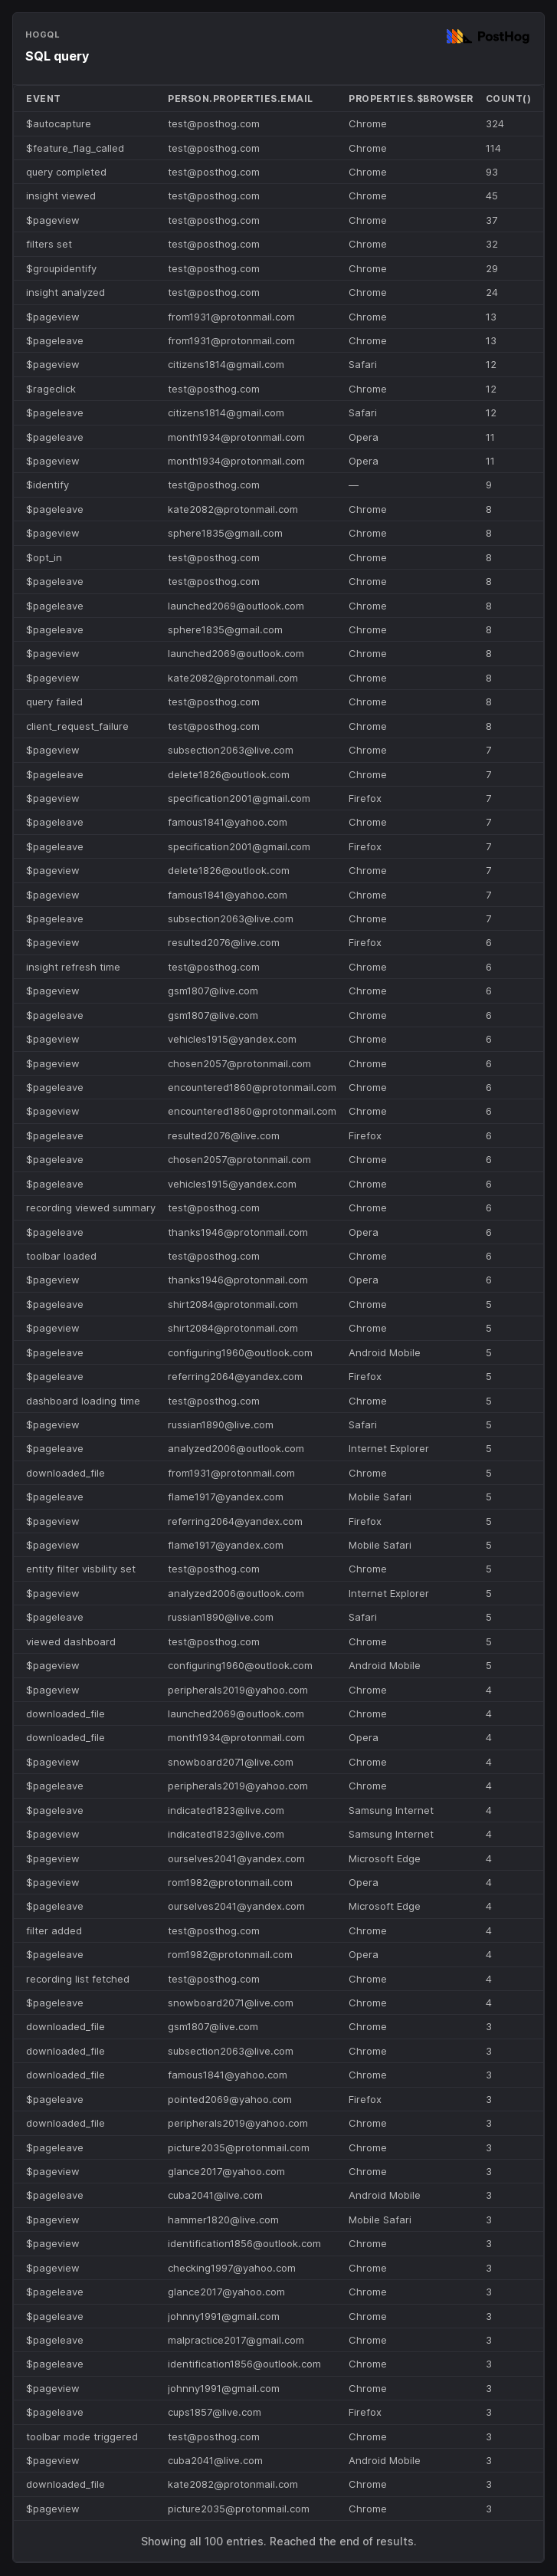 HOGQL
PostHog
SQL query
EVENT PERSON.PROPERTIES.EMAIL PROPERTIES.$BROWSER COUNT()
$autocapture test@posthog.com Chrome 324
$feature_flag_called test@posthog.com Chrome 114
query completed test@posthog.com Chrome 93
insight viewed test@posthog.com Chrome 45
$pageview test@posthog.com Chrome 37
filters set test@posthog.com Chrome 32
$groupidentify test@posthog.com Chrome 29
insight analyzed test@posthog.com Chrome 24
$pageview from1931@protonmail.com Chrome 13
$pageleave from1931@protonmail.com Chrome 13
$pageview citizens1814@gmail.com Safari 12
$rageclick test@posthog.com Chrome 12
$pageleave citizens1814@gmail.com Safari 12
$pageleave month1934@protonmail.com Opera 11
$pageview month1934@protonmail.com Opera 11
$identify test@posthog.com — 9
$pageleave kate2082@protonmail.com Chrome 8
$pageview sphere1835@gmail.com Chrome 8
$opt_in test@posthog.com Chrome 8
$pageleave test@posthog.com Chrome 8
$pageleave launched2069@outlook.com Chrome 8
$pageleave sphere1835@gmail.com Chrome 8
$pageview launched2069@outlook.com Chrome 8
$pageview kate2082@protonmail.com Chrome 8
query failed test@posthog.com Chrome 8
client_request_failure test@posthog.com Chrome 8
$pageview subsection2063@live.com Chrome 7
$pageleave delete1826@outlook.com Chrome 7
$pageview specification2001@gmail.com Firefox 7
$pageleave famous1841@yahoo.com Chrome 7
$pageleave specification2001@gmail.com Firefox 7
$pageview delete1826@outlook.com Chrome 7
$pageview famous1841@yahoo.com Chrome 7
$pageleave subsection2063@live.com Chrome 7
$pageview resulted2076@live.com Firefox 6
insight refresh time test@posthog.com Chrome 6
$pageview gsm1807@live.com Chrome 6
$pageleave gsm1807@live.com Chrome 6
$pageview vehicles1915@yandex.com Chrome 6
$pageview chosen2057@protonmail.com Chrome 6
$pageleave encountered1860@protonmail.com Chrome 6
$pageview encountered1860@protonmail.com Chrome 6
$pageleave resulted2076@live.com Firefox 6
$pageleave chosen2057@protonmail.com Chrome 6
$pageleave vehicles1915@yandex.com Chrome 6
recording viewed summary test@posthog.com Chrome 6
$pageleave thanks1946@protonmail.com Opera 6
toolbar loaded test@posthog.com Chrome 6
$pageview thanks1946@protonmail.com Opera 6
$pageleave shirt2084@protonmail.com Chrome 5
$pageview shirt2084@protonmail.com Chrome 5
$pageleave configuring1960@outlook.com Android Mobile 5
$pageleave referring2064@yandex.com Firefox 5
dashboard loading time test@posthog.com Chrome 5
$pageview russian1890@live.com Safari 5
$pageleave analyzed2006@outlook.com Internet Explorer 5
downloaded_file from1931@protonmail.com Chrome 5
$pageleave flame1917@yandex.com Mobile Safari 5
$pageview referring2064@yandex.com Firefox 5
$pageview flame1917@yandex.com Mobile Safari 5
entity filter visbility set test@posthog.com Chrome 5
$pageview analyzed2006@outlook.com Internet Explorer 5
$pageleave russian1890@live.com Safari 5
viewed dashboard test@posthog.com Chrome 5
$pageview configuring1960@outlook.com Android Mobile 5
$pageview peripherals2019@yahoo.com Chrome 4
downloaded_file launched2069@outlook.com Chrome 4
downloaded_file month1934@protonmail.com Opera 4
$pageview snowboard2071@live.com Chrome 4
$pageleave peripherals2019@yahoo.com Chrome 4
$pageleave indicated1823@live.com Samsung Internet 4
$pageview indicated1823@live.com Samsung Internet 4
$pageview ourselves2041@yandex.com Microsoft Edge 4
$pageview rom1982@protonmail.com Opera 4
$pageleave ourselves2041@yandex.com Microsoft Edge 4
filter added test@posthog.com Chrome 4
$pageleave rom1982@protonmail.com Opera 4
recording list fetched test@posthog.com Chrome 4
$pageleave snowboard2071@live.com Chrome 4
downloaded_file gsm1807@live.com Chrome 3
downloaded_file subsection2063@live.com Chrome 3
downloaded_file famous1841@yahoo.com Chrome 3
$pageleave pointed2069@yahoo.com Firefox 3
downloaded_file peripherals2019@yahoo.com Chrome 3
$pageleave picture2035@protonmail.com Chrome 3
$pageview glance2017@yahoo.com Chrome 3
$pageleave cuba2041@live.com Android Mobile 3
$pageview hammer1820@live.com Mobile Safari 3
$pageview identification1856@outlook.com Chrome 3
$pageview checking1997@yahoo.com Chrome 3
$pageleave glance2017@yahoo.com Chrome 3
$pageleave johnny1991@gmail.com Chrome 3
$pageleave malpractice2017@gmail.com Chrome 3
$pageleave identification1856@outlook.com Chrome 3
$pageview johnny1991@gmail.com Chrome 3
$pageleave cups1857@live.com Firefox 3
toolbar mode triggered test@posthog.com Chrome 3
$pageview cuba2041@live.com Android Mobile 3
downloaded_file kate2082@protonmail.com Chrome 3
$pageview picture2035@protonmail.com Chrome 3
Showing all 100 entries. Reached the end of results.